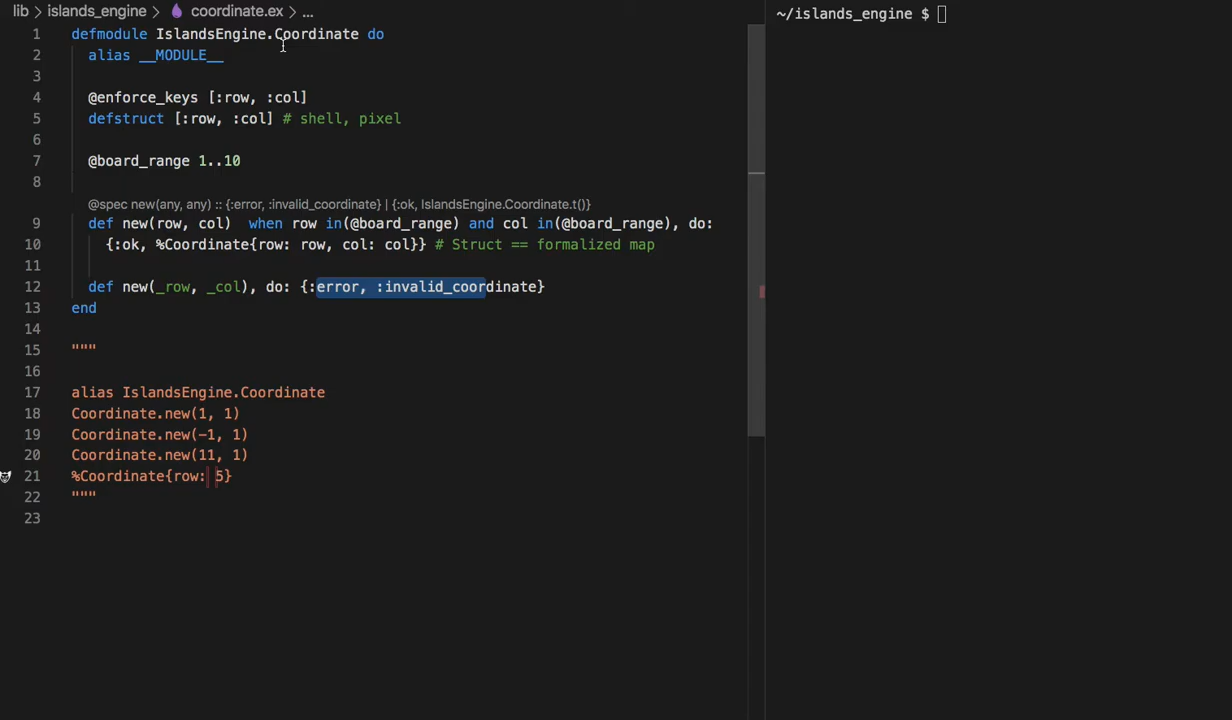 lib > islands_engine > coordinate.ex > ...
~/islands_engine $
1 defmodule IslandsEngine.Coordinate do
2 alias __MODULE__
3
4 @enforce_keys [:row, :col]
5 defstruct [:row, :col] # shell, pixel
6
7 @board_range 1..10
8
@spec new(any, any) :: {:error, :invalid_coordinate} | {:ok, IslandsEngine.Coordinate.t()}
9 def new(row, col)  when row in(@board_range) and col in(@board_range), do:
10 {:ok, %Coordinate{row: row, col: col}} # Struct == formalized map
11
12 def new(_row, _col), do: {:error, :invalid_coordinate}
13 end
14
15 """
16
17 alias IslandsEngine.Coordinate
18 Coordinate.new(1, 1)
19 Coordinate.new(-1, 1)
20 Coordinate.new(11, 1)
21 %Coordinate{row: 5}
22 """
23